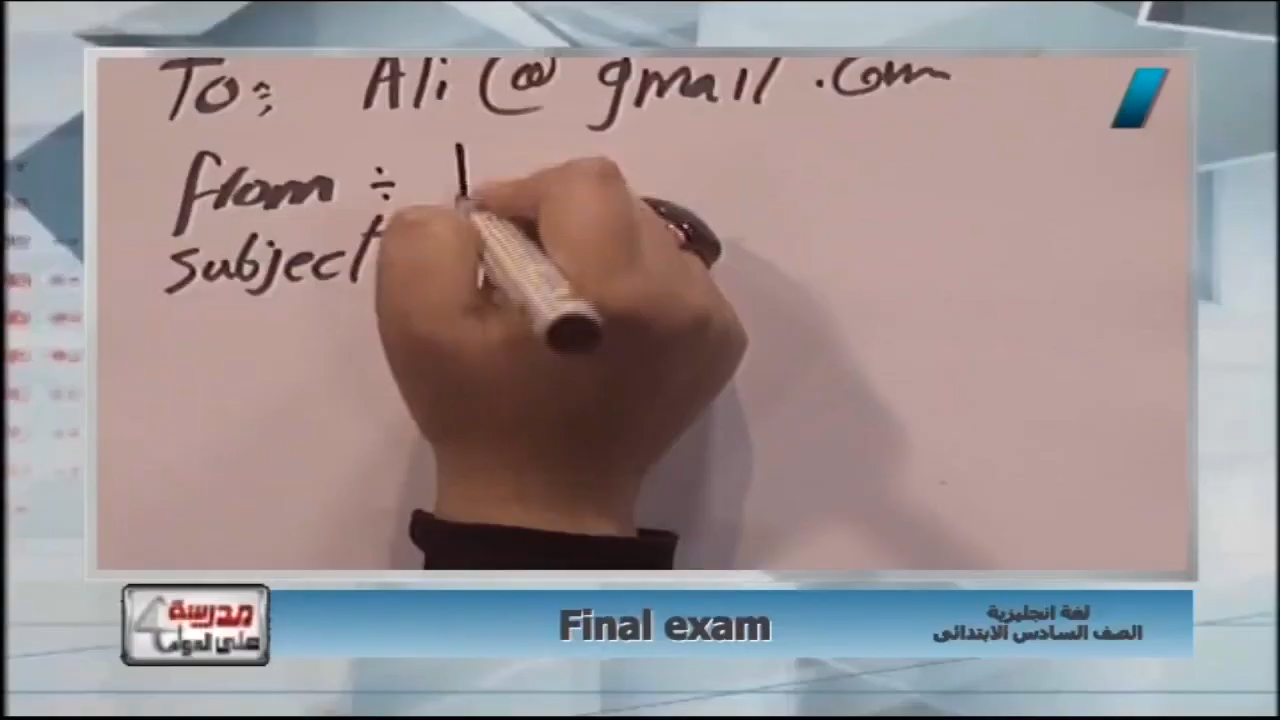 To: Ali@gmail.com
from :
subject
Final exam
لغة انجليزية
الصف السادس الابتدائى
مدرسة
على الهواء